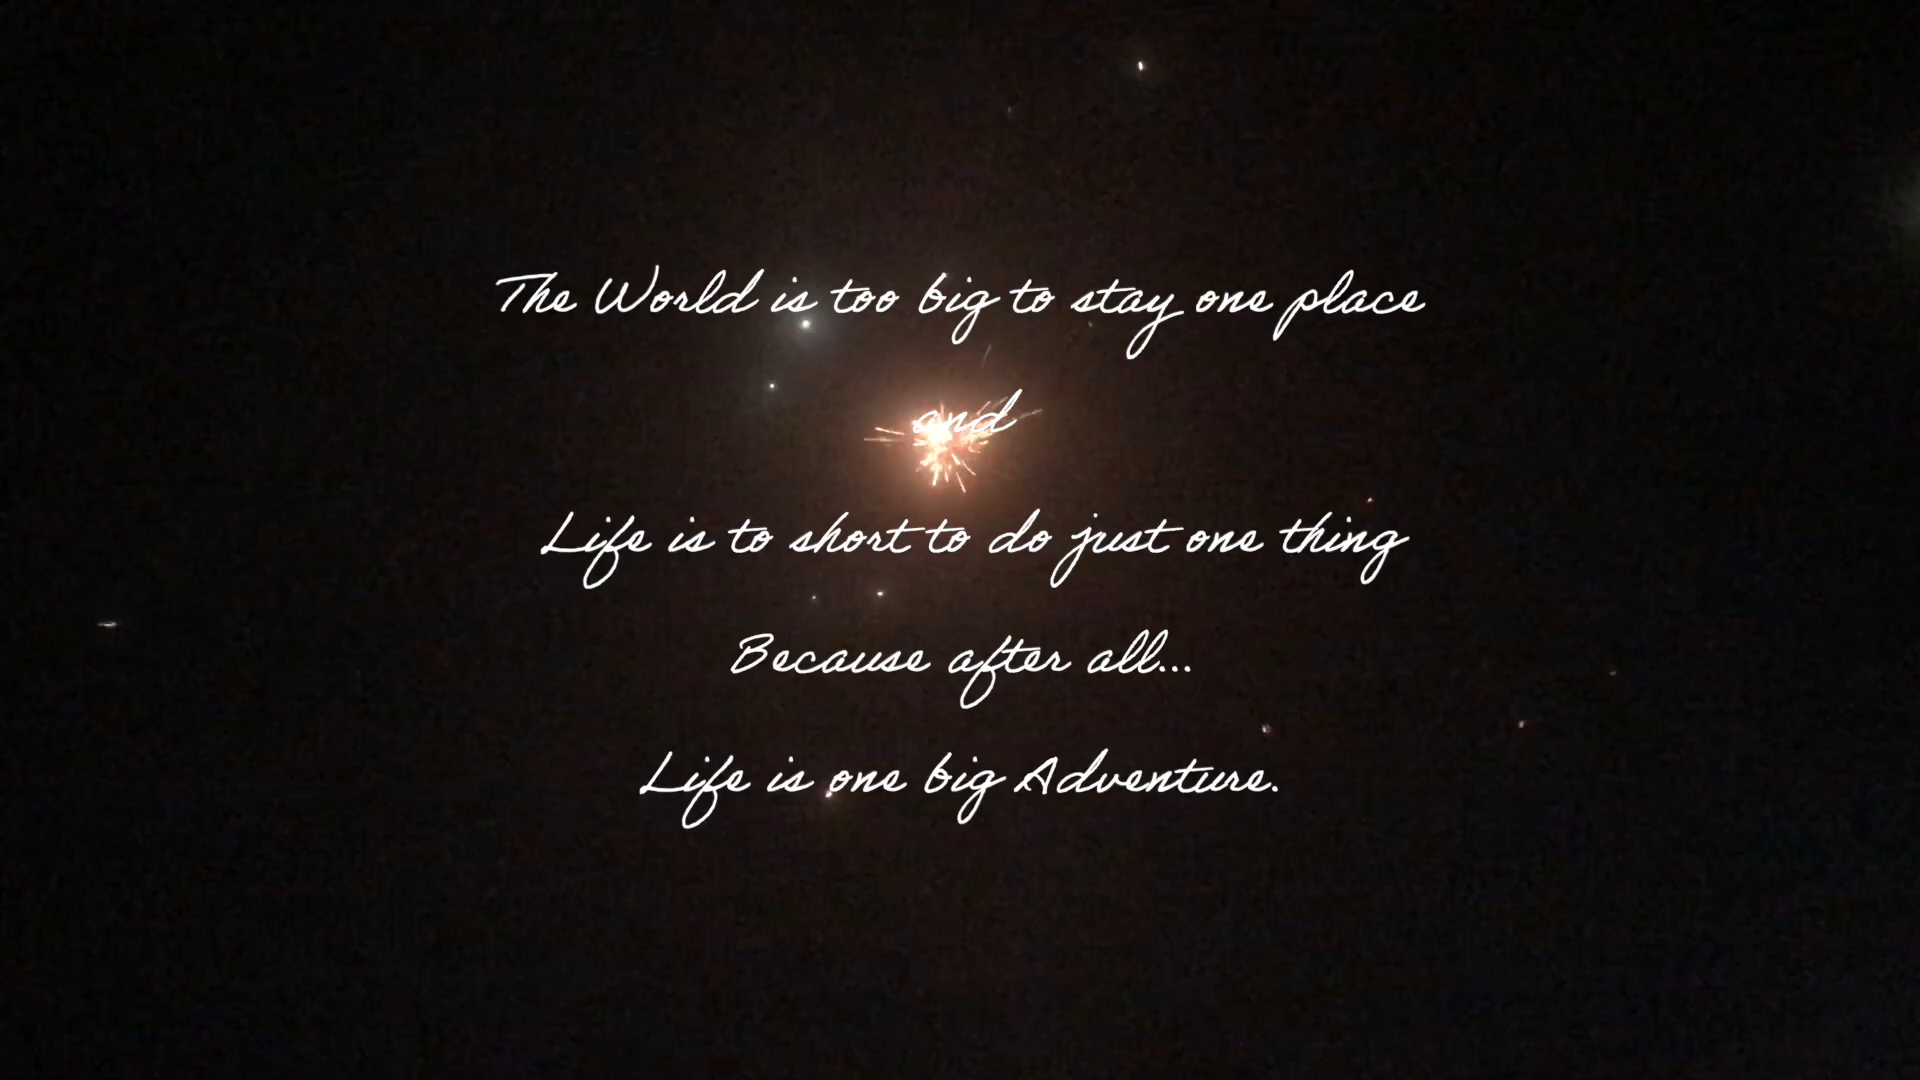 The World is too big to stay one place
and
Life is to short to do just one thing
Because after all...
Life is one big Adventure.